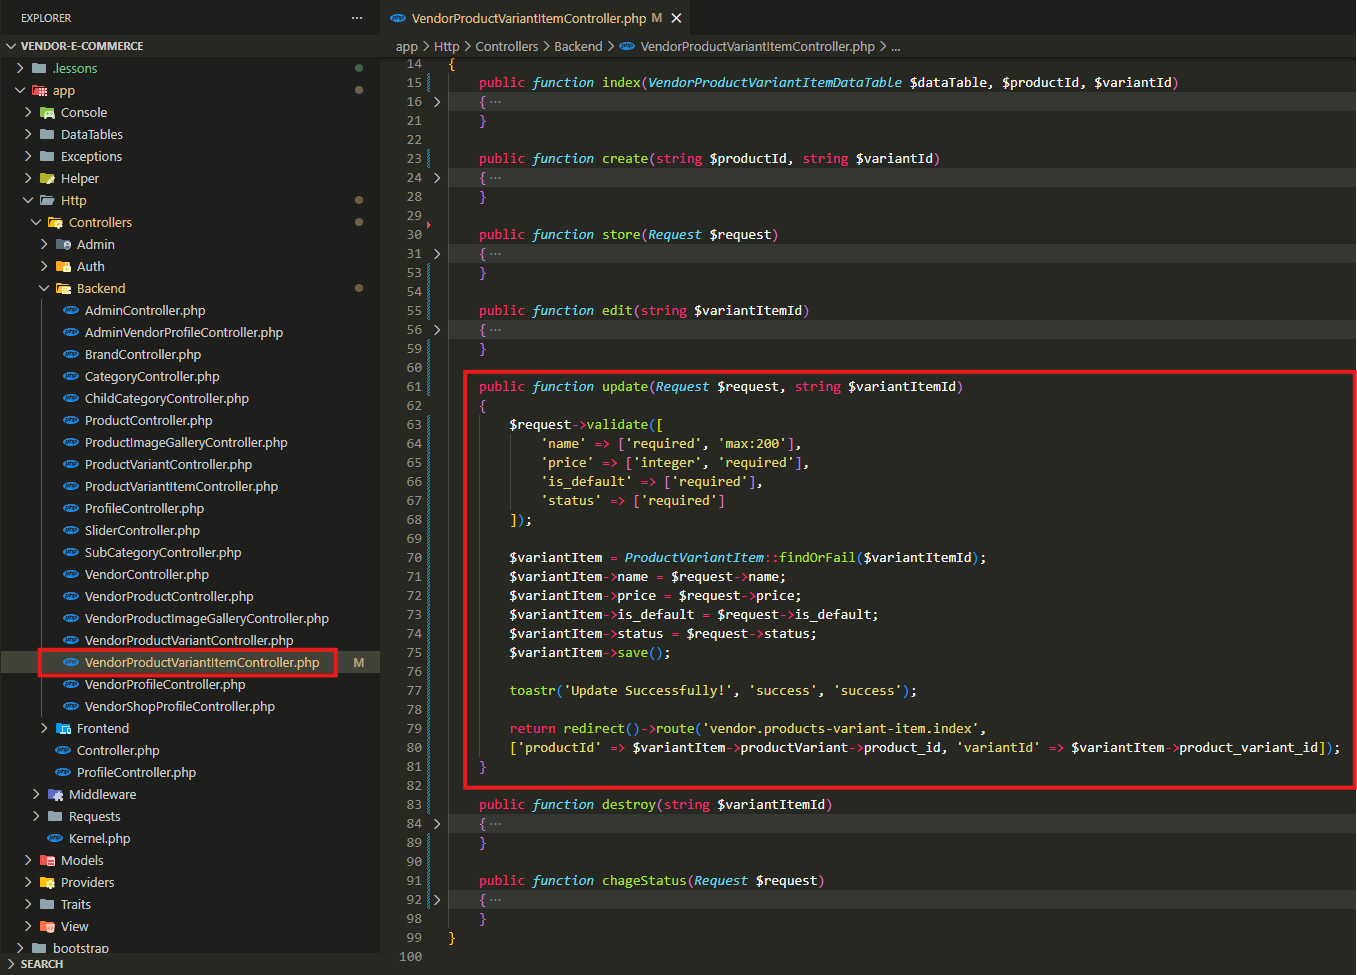 EXPLORER
VENDOR-E-COMMERCE
.lessons
app
Console
DataTables
Exceptions
Helper
Http
Controllers
Admin
Auth
Backend
AdminController.php
AdminVendorProfileController.php
BrandController.php
CategoryController.php
ChildCategoryController.php
ProductController.php
ProductImageGalleryController.php
ProductVariantController.php
ProductVariantItemController.php
ProfileController.php
SliderController.php
SubCategoryController.php
VendorController.php
VendorProductController.php
VendorProductImageGalleryController.php
VendorProductVariantController.php
VendorProductVariantItemController.php M
VendorProfileController.php
VendorShopProfileController.php
Frontend
Controller.php
ProfileController.php
Middleware
Requests
Kernel.php
Models
Providers
Traits
View
bootstrap
SEARCH
VendorProductVariantItemController.php M
app > Http > Controllers > Backend > VendorProductVariantItemController.php > ...
14 {
15 public function index(VendorProductVariantItemDataTable $dataTable, $productId, $variantId)
16 { ...
21 }
22
23 public function create(string $productId, string $variantId)
24 { ...
28 }
29
30 public function store(Request $request)
31 { ...
53 }
54
55 public function edit(string $variantItemId)
56 { ...
59 }
60
61 public function update(Request $request, string $variantItemId)
62 {
63 $request->validate([
64 'name' => ['required', 'max:200'],
65 'price' => ['integer', 'required'],
66 'is_default' => ['required'],
67 'status' => ['required']
68 ]);
69
70 $variantItem = ProductVariantItem::findOrFail($variantItemId);
71 $variantItem->name = $request->name;
72 $variantItem->price = $request->price;
73 $variantItem->is_default = $request->is_default;
74 $variantItem->status = $request->status;
75 $variantItem->save();
76
77 toastr('Update Successfully!', 'success', 'success');
78
79 return redirect()->route('vendor.products-variant-item.index',
80 ['productId' => $variantItem->productVariant->product_id, 'variantId' => $variantItem->product_variant_id]);
81 }
82
83 public function destroy(string $variantItemId)
84 { ...
89 }
90
91 public function chageStatus(Request $request)
92 { ...
98 }
99 }
100